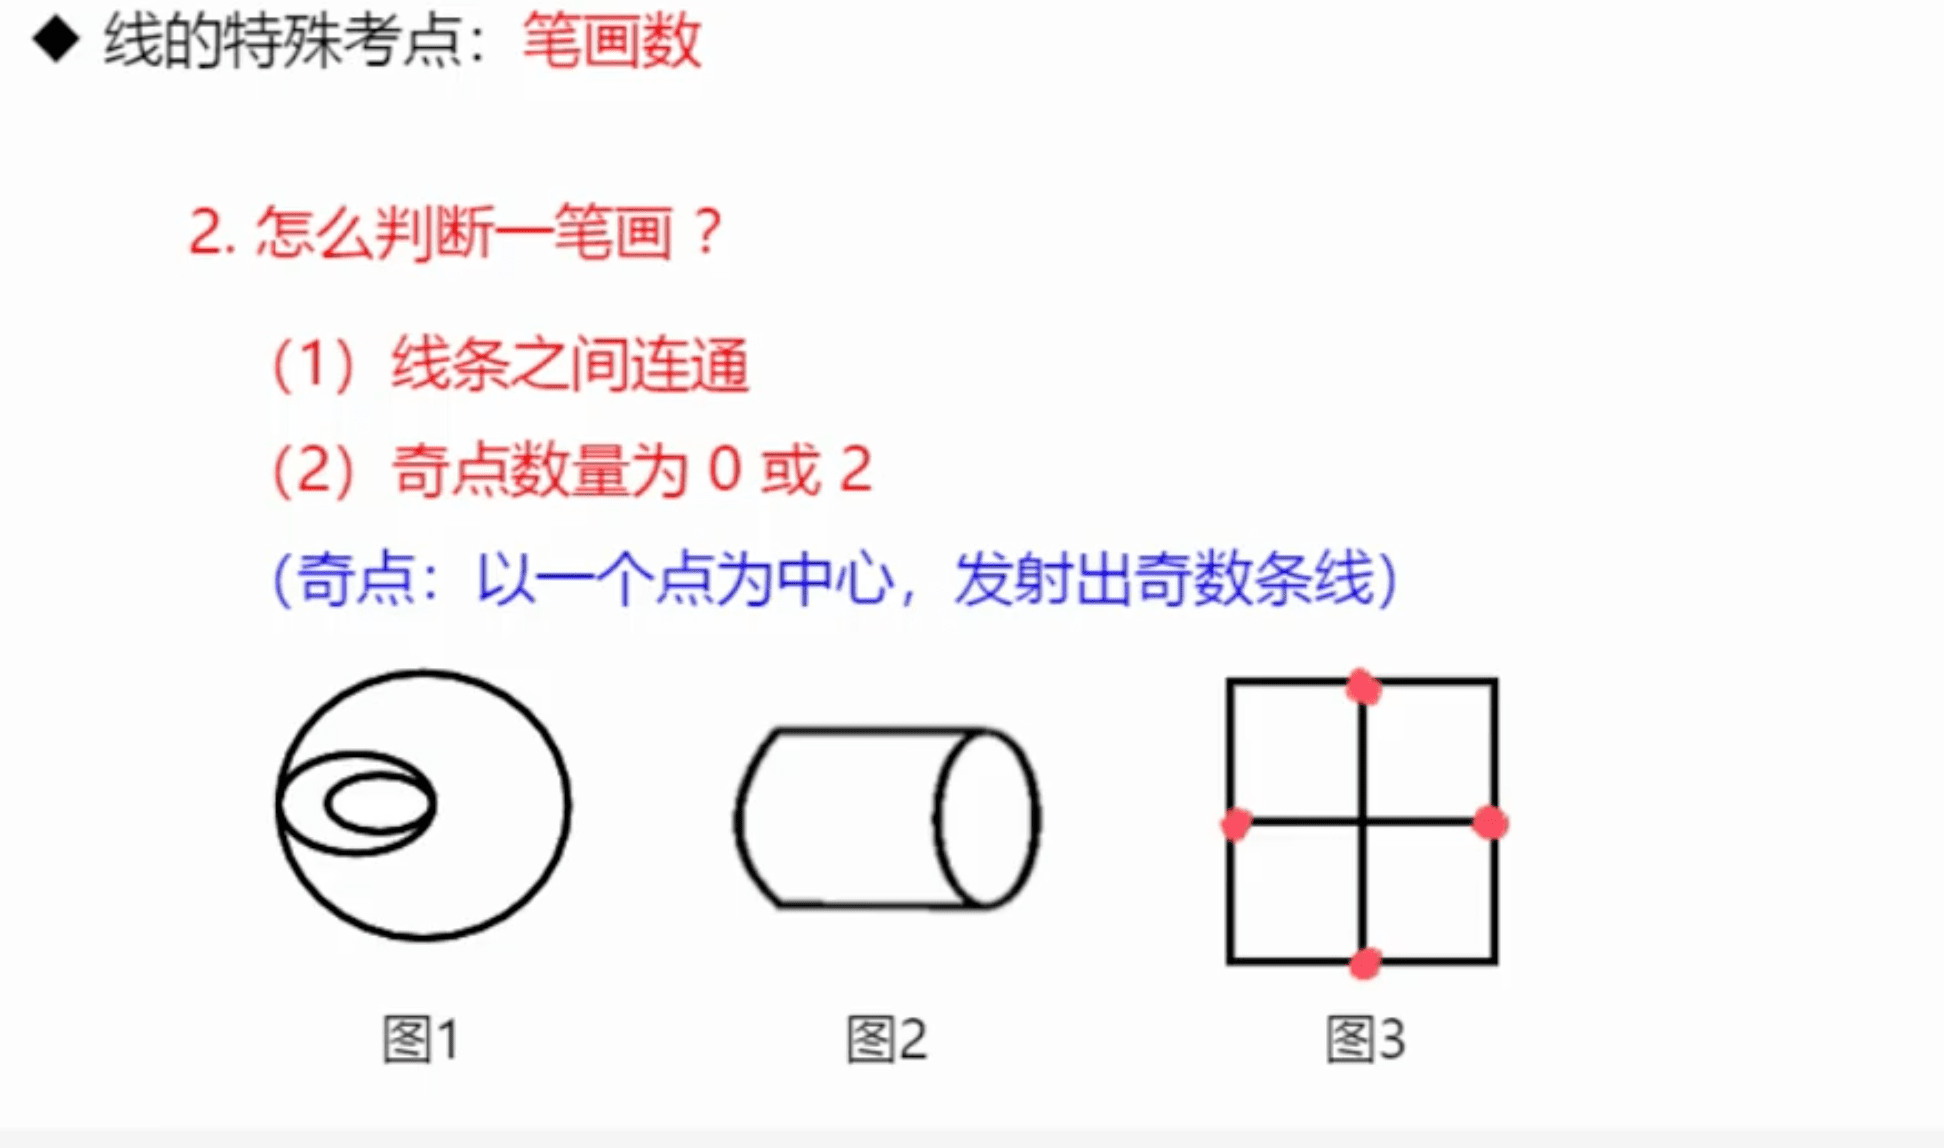 ◆ 线的特殊考点：笔画数
2. 怎么判断一笔画？
（1）线条之间连通
（2）奇点数量为 0 或 2
（奇点：以一个点为中心，发射出奇数条线）
图1 图2 图3